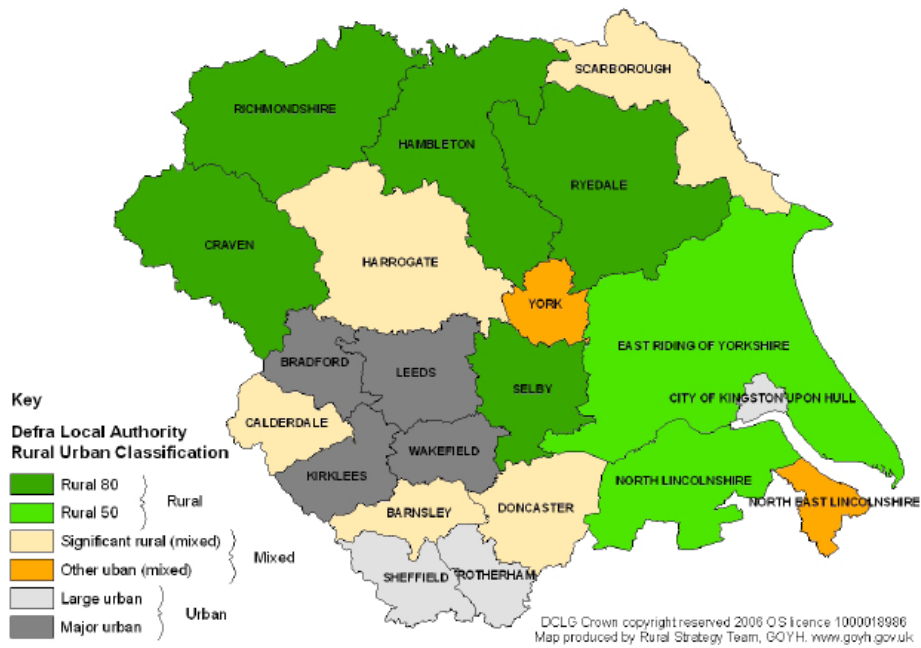 SCARBOROUGH
RICHMONDSHIRE
HAMBLETON
RYEDALE
CRAVEN
HARROGATE
YORK
EAST RIDING OF YORKSHIRE
BRADFORD
LEEDS
SELBY
CITY OF KINGSTON UPON HULL
CALDERDALE
WAKEFIELD
KIRKLEES
NORTH LINCOLNSHIRE
NORTH EAST LINCOLNSHIRE
BARNSLEY
DONCASTER
SHEFFIELD
ROTHERHAM
Key
Defra Local Authority
Rural Urban Classification
Rural 80
Rural
Rural 50
Significant rural (mixed)
Mixed
Other uban (mixed)
Large urban
Urban
Major urban
DCLG Crown copyright reserved 2006 OS licence 1000018986
Map produced by Rural Strategy Team, GOYH. www.goyh.gov.uk